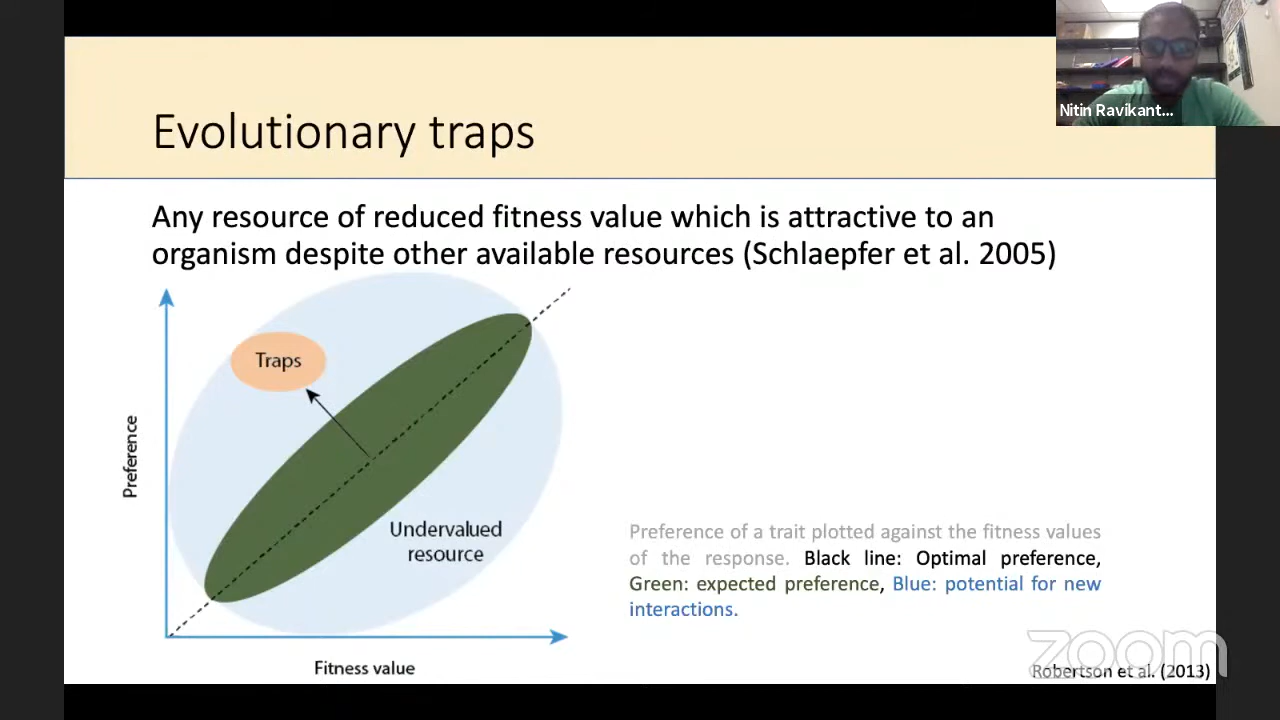 Nitin Ravikant...
Evolutionary traps
Any resource of reduced fitness value which is attractive to an
organism despite other available resources (Schlaepfer et al. 2005)
Traps
Preference
Undervalued
resource
Fitness value
Preference of a trait plotted against the fitness values
of the response. Black line: Optimal preference,
Green: expected preference, Blue: potential for new
interactions.
zoom
Robertson et al. (2013)